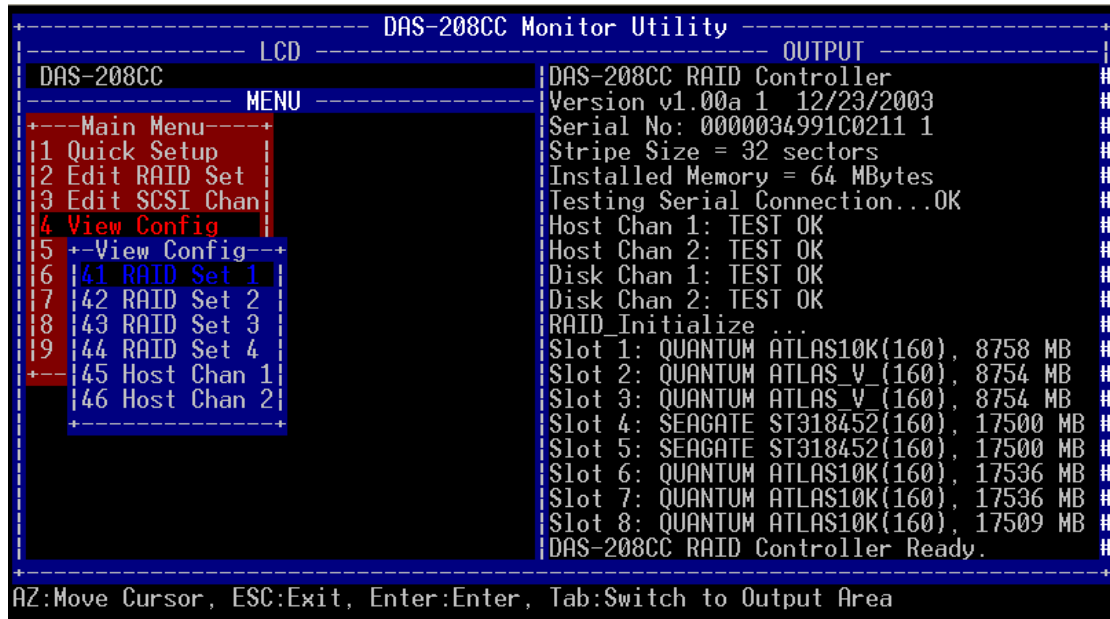 DAS-208CC Monitor Utility
LCD
DAS-208CC
MENU
Main Menu
1 Quick Setup
2 Edit RAID Set
3 Edit SCSI Chan
4 View Config
5
6
7
8
9
View Config
41 RAID Set 1
42 RAID Set 2
43 RAID Set 3
44 RAID Set 4
45 Host Chan 1
46 Host Chan 2
OUTPUT
DAS-208CC RAID Controller
Version v1.00a 1 12/23/2003
Serial No: 0000034991C0211 1
Stripe Size = 32 sectors
Installed Memory = 64 MBytes
Testing Serial Connection...OK
Host Chan 1: TEST OK
Host Chan 2: TEST OK
Disk Chan 1: TEST OK
Disk Chan 2: TEST OK
RAID_Initialize ...
Slot 1: QUANTUM ATLAS10K(160), 8758 MB
Slot 2: QUANTUM ATLAS_V_(160), 8754 MB
Slot 3: QUANTUM ATLAS_V_(160), 8754 MB
Slot 4: SEAGATE ST318452(160), 17500 MB
Slot 5: SEAGATE ST318452(160), 17500 MB
Slot 6: QUANTUM ATLAS10K(160), 17536 MB
Slot 7: QUANTUM ATLAS10K(160), 17536 MB
Slot 8: QUANTUM ATLAS10K(160), 17509 MB
DAS-208CC RAID Controller Ready.
AZ:Move Cursor, ESC:Exit, Enter:Enter, Tab:Switch to Output Area